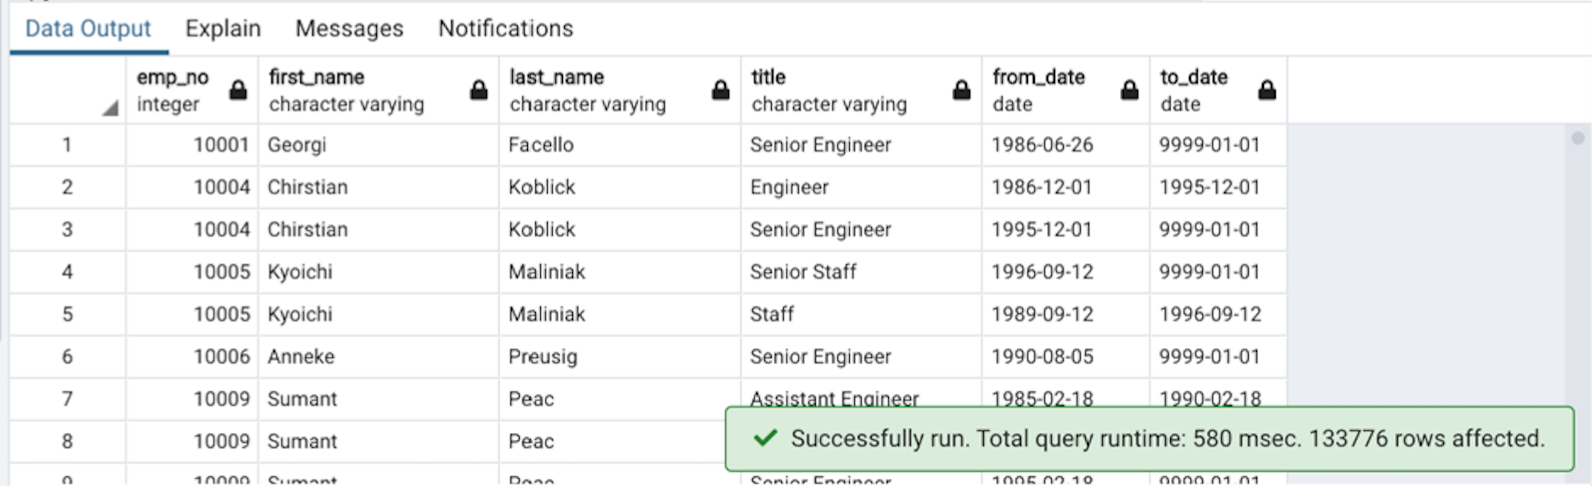 Data Output Explain Messages Notifications
emp_no first_name last_name title from_date to_date
integer character varying character varying character varying date date
1 10001 Georgi Facello Senior Engineer 1986-06-26 9999-01-01
2 10004 Chirstian Koblick Engineer 1986-12-01 1995-12-01
3 10004 Chirstian Koblick Senior Engineer 1995-12-01 9999-01-01
4 10005 Kyoichi Maliniak Senior Staff 1996-09-12 9999-01-01
5 10005 Kyoichi Maliniak Staff 1989-09-12 1996-09-12
6 10006 Anneke Preusig Senior Engineer 1990-08-05 9999-01-01
7 10009 Sumant Peac Assistant Engineer 1985-02-18 1990-02-18
8 10009 Sumant Peac
Successfully run. Total query runtime: 580 msec. 133776 rows affected.
9 10009 Sumant Peac Senior Engineer 1995-02-18 9999-01-01